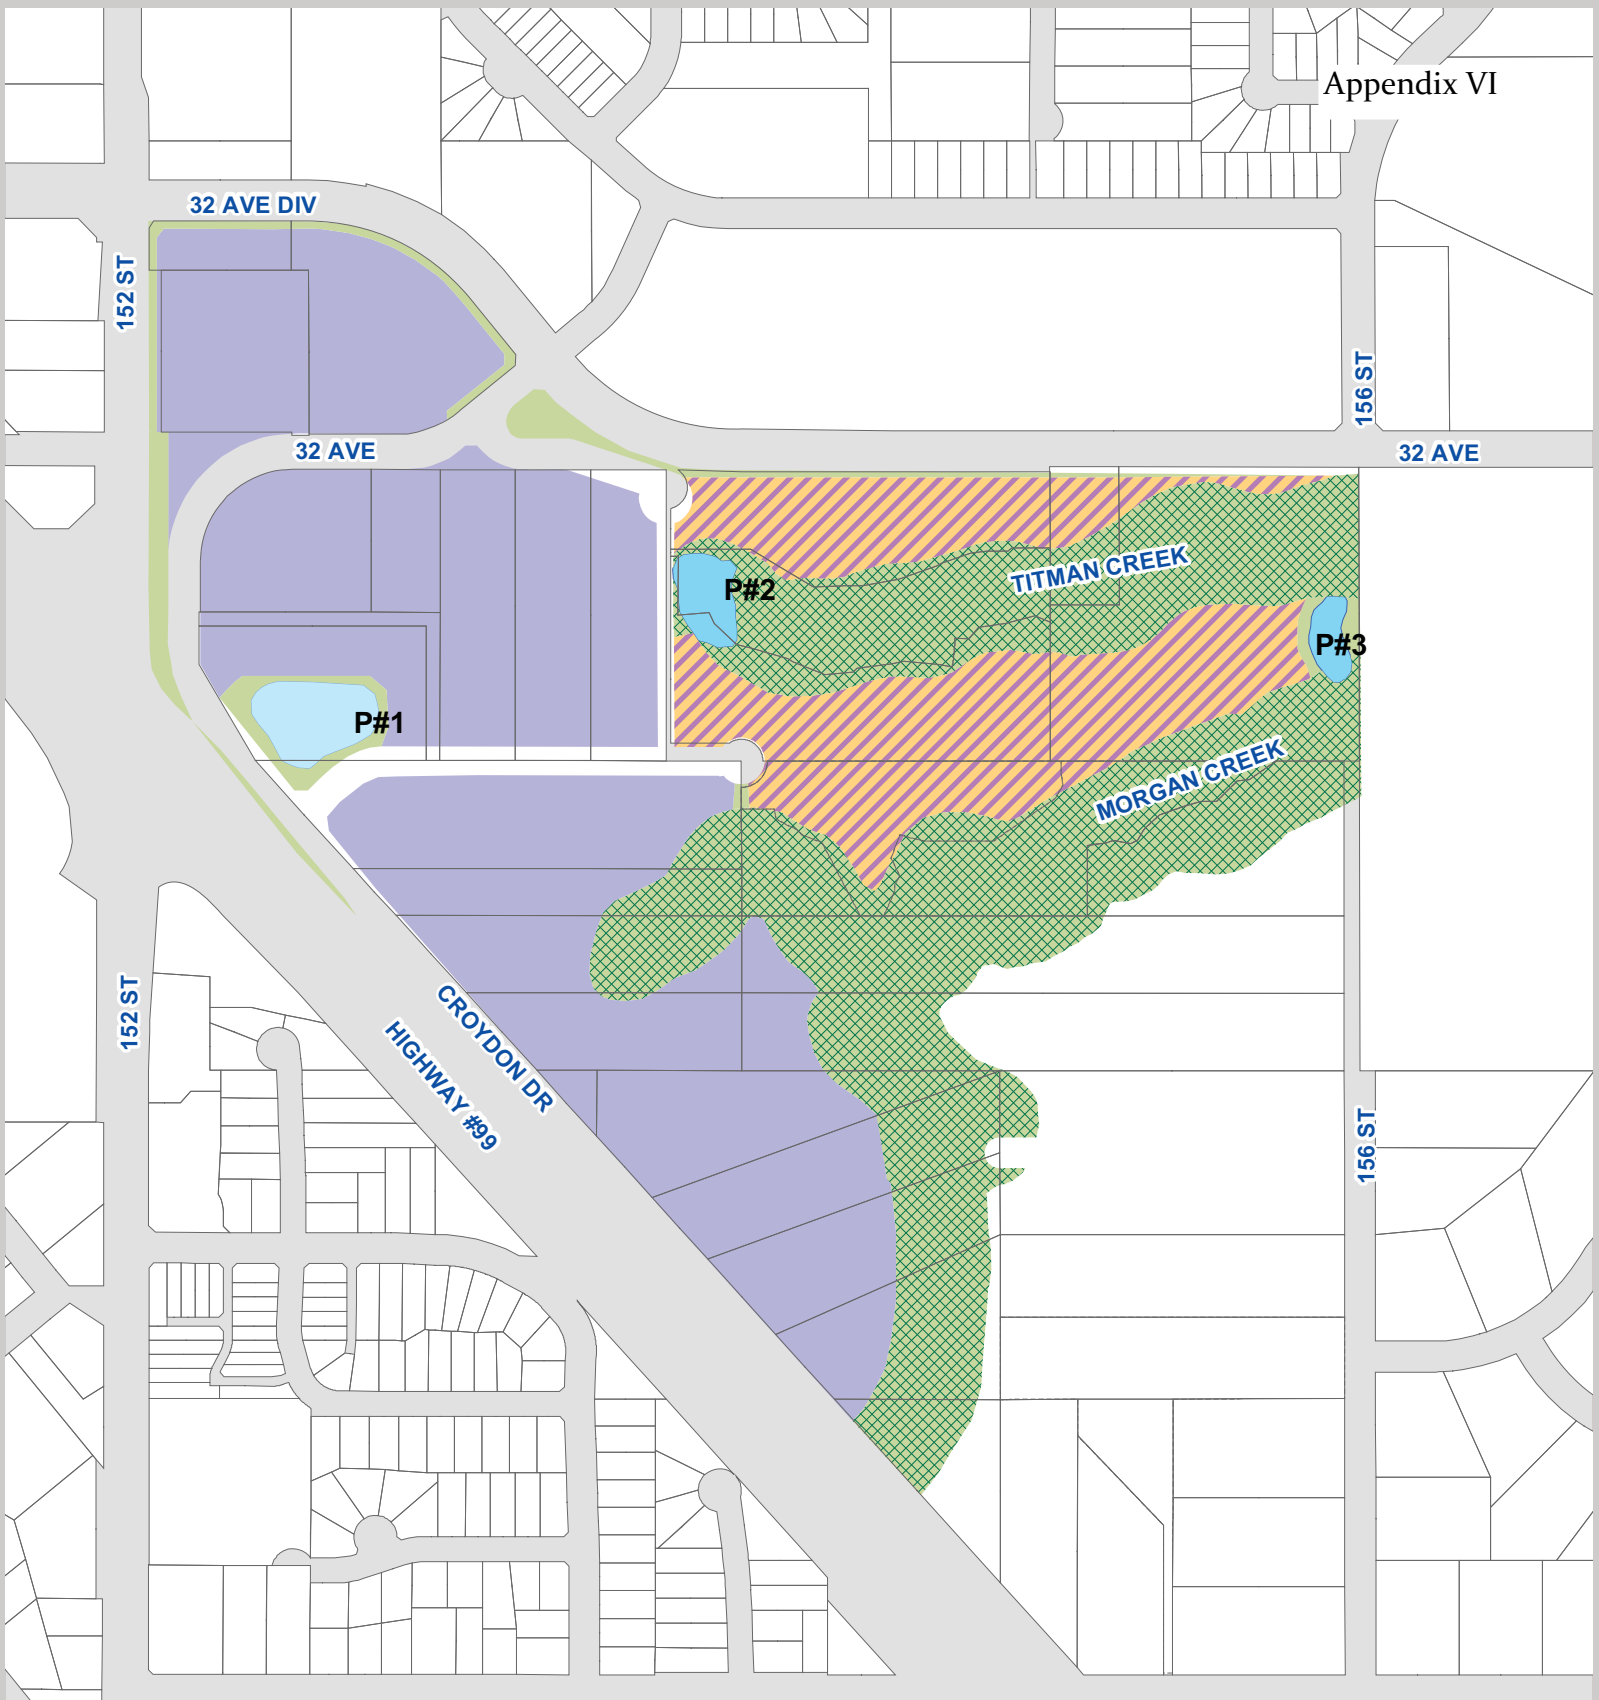 Appendix VI
32 AVE DIV
152 ST
156 ST
32 AVE
32 AVE
TITMAN CREEK
P#2
P#3
P#1
MORGAN CREEK
152 ST
CROYDON DR
HIGHWAY #99
156 ST